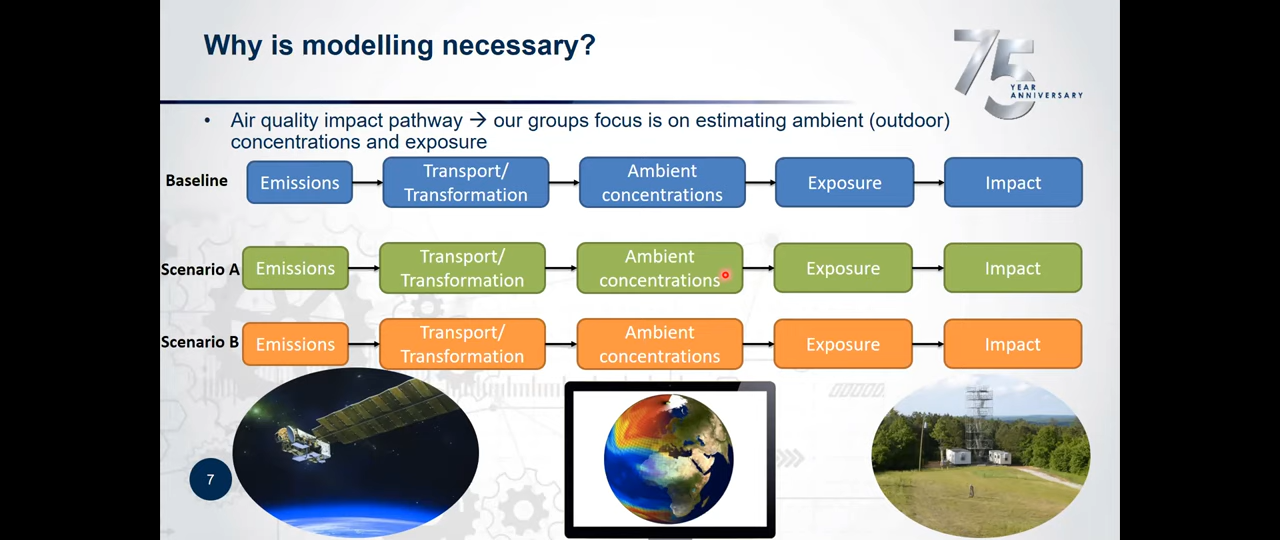 Why is modelling necessary?
75
YEAR
ANNIVERSARY
• Air quality impact pathway → our groups focus is on estimating ambient (outdoor)
concentrations and exposure
Baseline
Emissions
Transport/
Transformation
Ambient
concentrations
Exposure
Impact
Scenario A
Emissions
Transport/
Transformation
Ambient
concentrations
Exposure
Impact
Scenario B
Emissions
Transport/
Transformation
Ambient
concentrations
Exposure
Impact
7